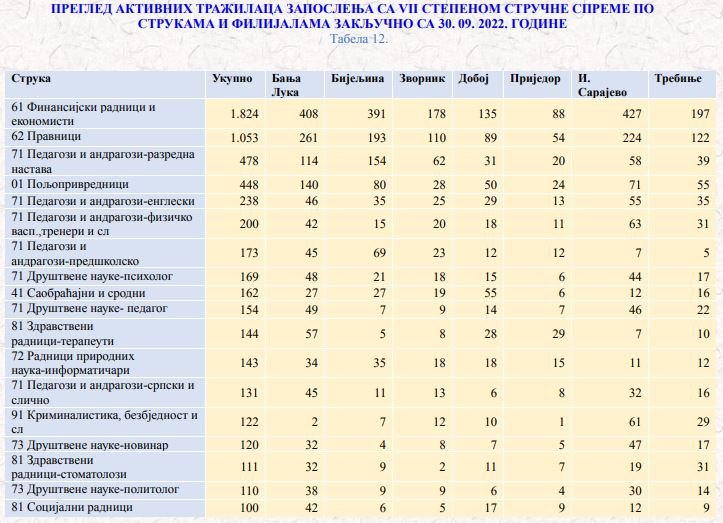 ПРЕГЛЕД АКТИВНИХ ТРАЖИЛАЦА ЗАПОСЛЕЊА СА VII СТЕПЕНОМ СТРУЧНЕ СПРЕМЕ ПО
СТРУКАМА И ФИЛИЈАЛАМА ЗАКЉУЧНО СА 30. 09. 2022. ГОДИНЕ
Табела 12.
Струка Укупно Бања Лука Бијељина Зворник Добој Приједор И. Сарајево Требиње
61 Финансијски радници и
економисти 1.824 408 391 178 135 88 427 197
62 Правници 1.053 261 193 110 89 54 224 122
71 Педагози и андрагози-разредна
настава 478 114 154 62 31 20 58 39
01 Пољопривредници 448 140 80 28 50 24 71 55
71 Педагози и андрагози-енглески 238 46 35 25 29 13 55 35
71 Педагози и андрагози-физичко
васп.,тренери и сл 200 42 15 20 18 11 63 31
71 Педагози и
андрагози-предшколско 173 45 69 23 12 12 7 5
71 Друштвене науке-психолог 169 48 21 18 15 6 44 17
41 Саобраћајни и сродни 162 27 27 19 55 6 12 16
71 Друштвене науке- педагог 154 49 7 9 14 7 46 22
81 Здравствени
радници-терапеути 144 57 5 8 28 29 7 10
72 Радници природних
наука-информатичари 143 34 35 18 18 15 11 12
71 Педагози и андрагози-српски и
слично 131 45 11 13 6 8 32 16
91 Криминалистика, безбједност и
сл 122 2 7 12 10 1 61 29
73 Друштвене науке-новинар 120 32 4 8 7 5 47 17
81 Здравствени
радници-стоматолози 111 32 9 2 11 7 19 31
73 Друштвене науке-политолог 110 38 9 9 6 4 30 14
81 Социјални радници 100 42 6 5 17 9 12 9